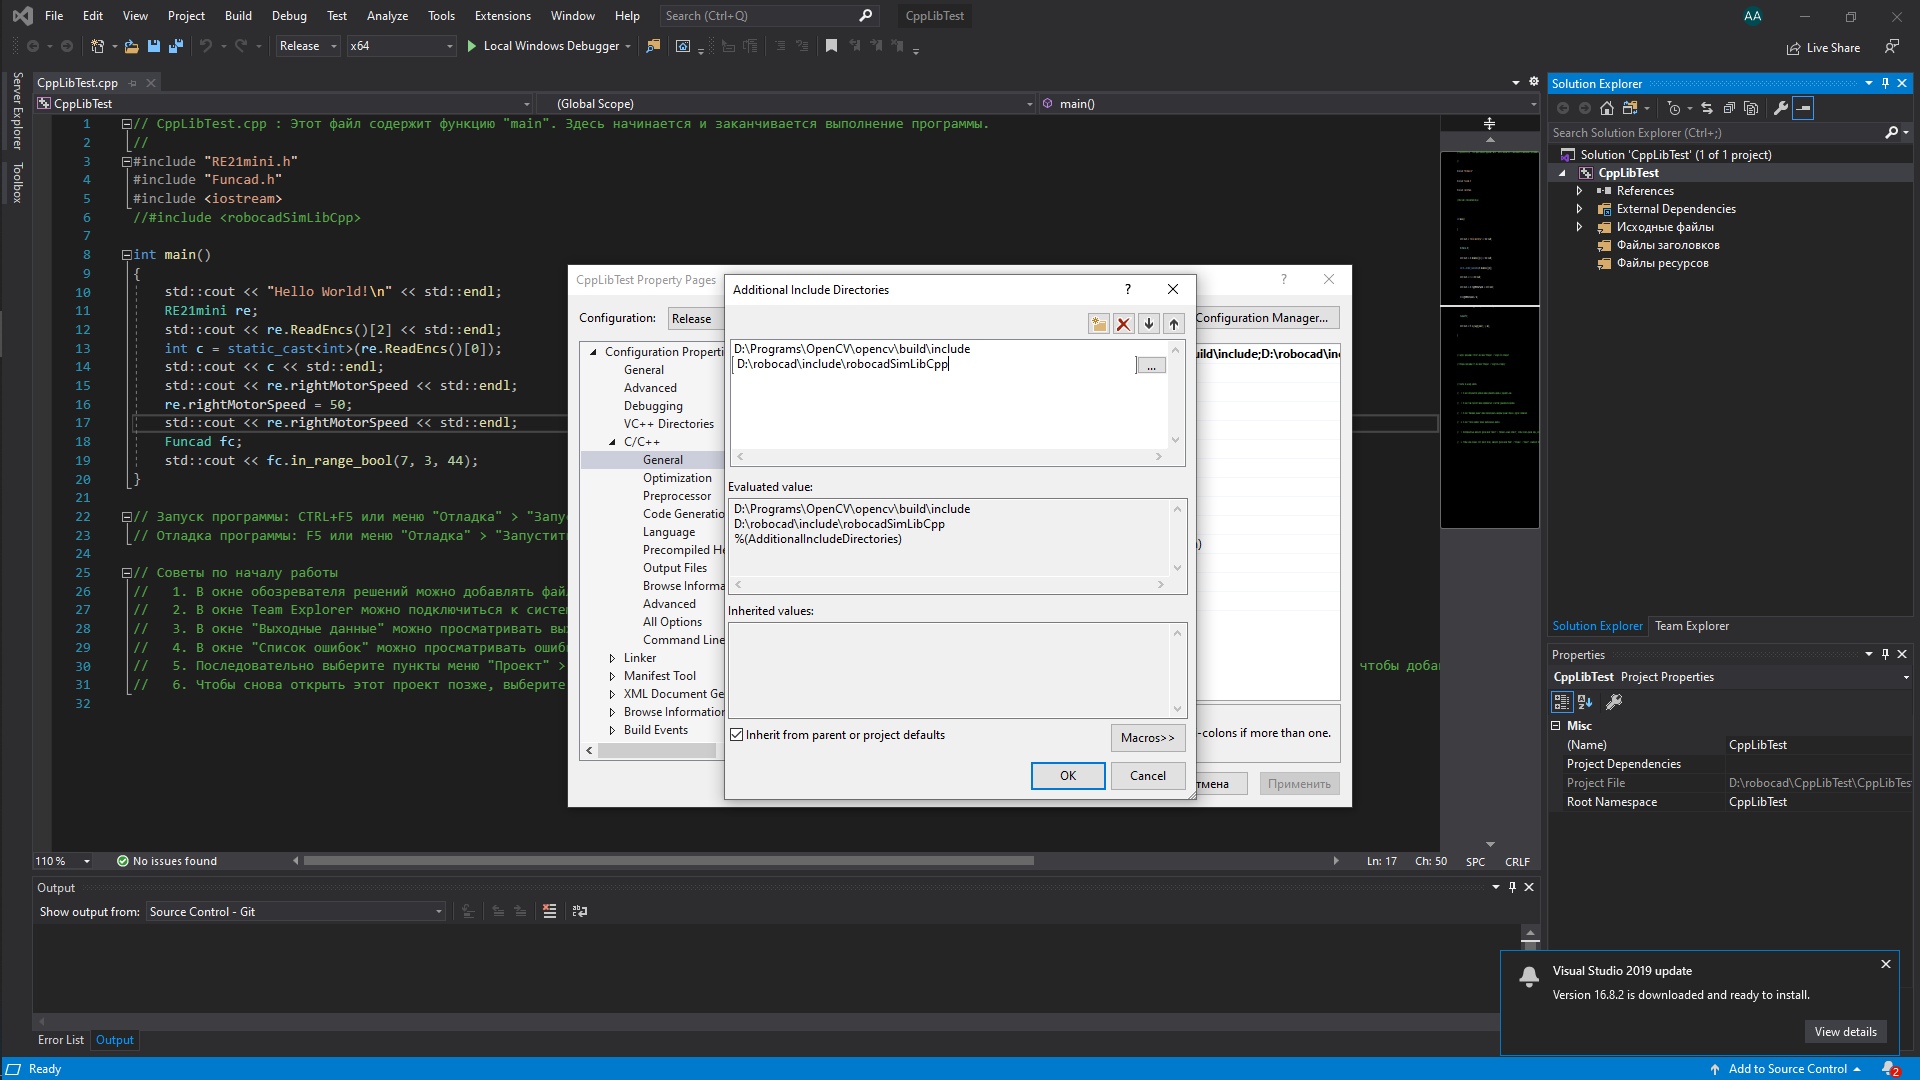 File Edit View Project Build Debug Test Analyze Tools Extensions Window Help Search (Ctrl+Q) CppLibTest AA
Release x64 Local Windows Debugger Live Share
Server Explorer
Toolbox
CppLibTest.cpp
CppLibTest (Global Scope) main()
1 // CppLibTest.cpp : Этот файл содержит функцию "main". Здесь начинается и заканчивается выполнение программы.
2 //
3 #include "RE21mini.h"
4 #include "Funcad.h"
5 #include <iostream>
6 //#include <robocadSimLibCpp>
7
8 int main()
9 {
10 std::cout << "Hello World!\n" << std::endl;
11 RE21mini re;
12 std::cout << re.ReadEncs()[2] << std::endl;
13 int c = static_cast<int>(re.ReadEncs()[0]);
14 std::cout << c << std::endl;
15 std::cout << re.rightMotorSpeed << std::endl;
16 re.rightMotorSpeed = 50;
17 std::cout << re.rightMotorSpeed << std::endl;
18 Funcad fc;
19 std::cout << fc.in_range_bool(7, 3, 44);
20 }
21
22 // Запуск программы: CTRL+F5 или меню "Отладка" > "Запу
23 // Отладка программы: F5 или меню "Отладка" > "Запустит
24
25 // Советы по началу работы
26 // 1. В окне обозревателя решений можно добавлять фай
27 // 2. В окне Team Explorer можно подключиться к систем
28 // 3. В окне "Выходные данные" можно просматривать вы
29 // 4. В окне "Список ошибок" можно просматривать ошиб
30 // 5. Последовательно выберите пункты меню "Проект" > чтобы доба
31 // 6. Чтобы снова открыть этот проект позже, выберите
32
CppLibTest Property Pages ?
Configuration: Release Configuration Manager...
Configuration Properti
General
Advanced
Debugging
VC++ Directories
C/C++
General
Optimization
Preprocessor
Code Generatio
Language
Precompiled He
Output Files
Browse Informa
Advanced
All Options
Command Line
Linker
Manifest Tool
XML Document Ge
Browse Information
Build Events
uild\include;D:\robocad\in
-colons if more than one.
тмена Применить
Additional Include Directories ?
D:\Programs\OpenCV\opencv\build\include
D:\robocad\include\robocadSimLibCpp ...
Evaluated value:
D:\Programs\OpenCV\opencv\build\include
D:\robocad\include\robocadSimLibCpp
%(AdditionalIncludeDirectories)
Inherited values:
Inherit from parent or project defaults Macros>>
OK Cancel
110 % No issues found Ln: 17 Ch: 50 SPC CRLF
Output
Show output from: Source Control - Git
Error List Output
Solution Explorer
Search Solution Explorer (Ctrl+;)
Solution 'CppLibTest' (1 of 1 project)
CppLibTest
References
External Dependencies
Исходные файлы
Файлы заголовков
Файлы ресурсов
Solution Explorer Team Explorer
Properties
CppLibTest Project Properties
Misc
(Name) CppLibTest
Project Dependencies
Project File D:\robocad\CppLibTest\CppLibTes
Root Namespace CppLibTest
Visual Studio 2019 update
Version 16.8.2 is downloaded and ready to install.
View details
Ready Add to Source Control 2